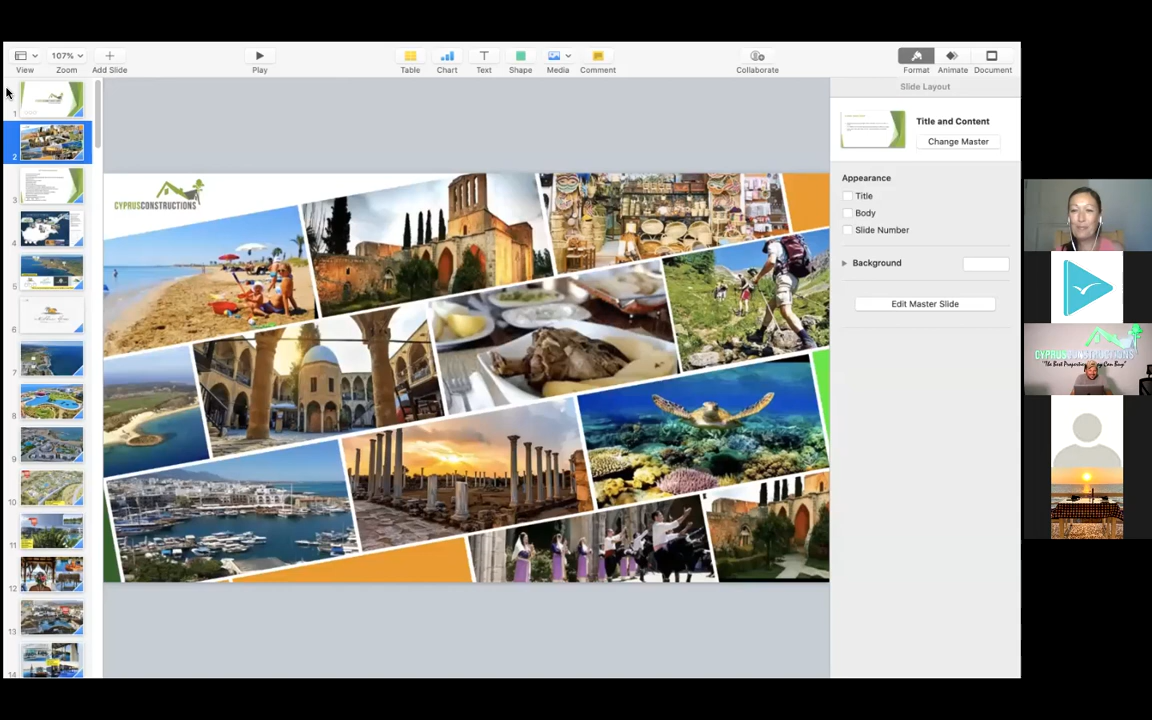 107%
View
Zoom
Add Slide
Play
Table
Chart
Text
Shape
Media
Comment
Collaborate
Format
Animate
Document
Slide Layout
Title and Content
Change Master
Appearance
Title
Body
Slide Number
Background
Edit Master Slide
CYPRUSCONSTRUCTIONS
1
2
3
4
5
6
7
8
9
10
11
12
13
14
CYPRUSCONSTRUCTIONS